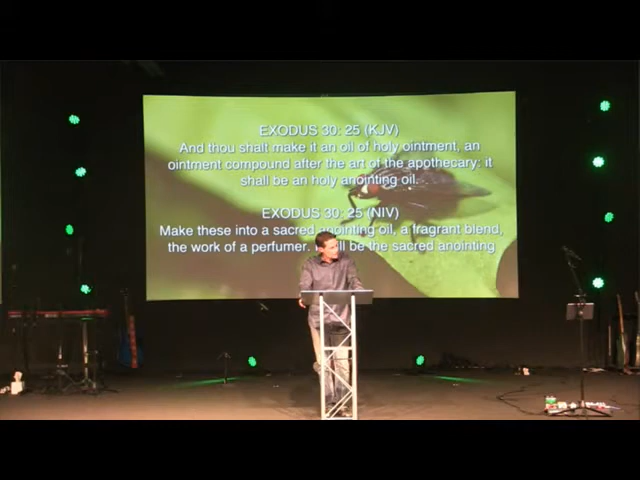 EXODUS 30: 25 (KJV)
And thou shalt make it an oil of holy ointment, an
ointment compound after the art of the apothecary: it
shall be an holy anointing oil.
EXODUS 30: 25 (NIV)
Make these into a sacred anointing oil, a fragrant blend,
the work of a perfumer. will be the sacred anointing